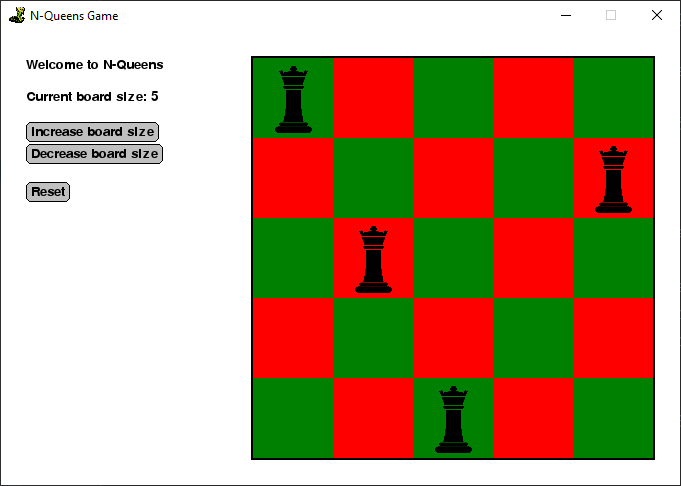 N-Queens Game
Welcome to N-Queens
Current board size: 5
Increase board size
Decrease board size
Reset